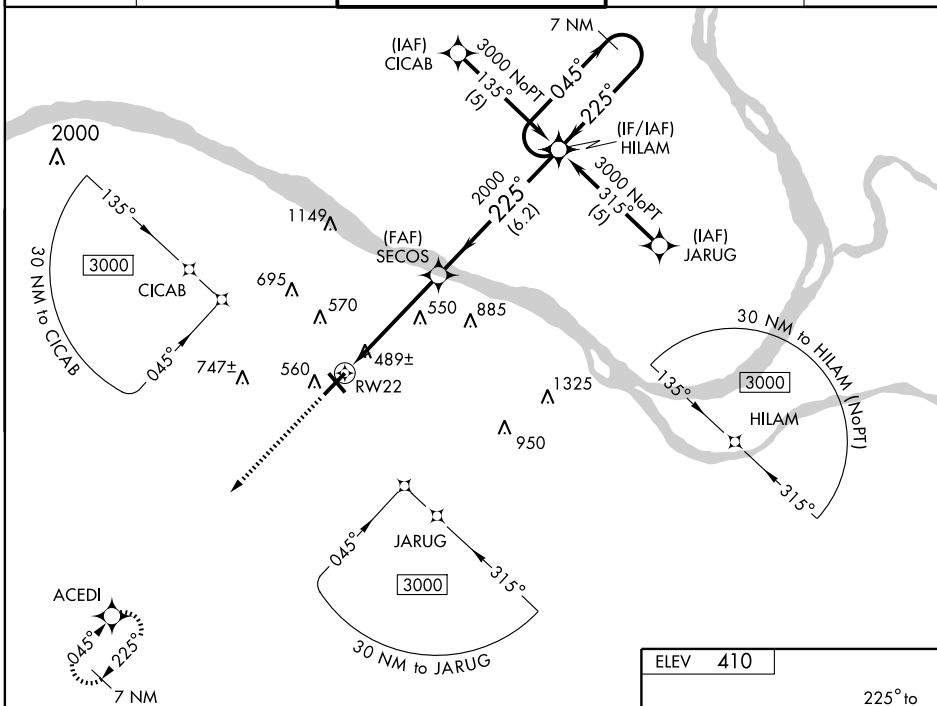 7 NM
(IAF)
CICAB
3000 NoPT
135°
(5)
045°
225°
(IF/IAF)
HILAM
2000
3000 NoPT
315°
(5)
(IAF)
JARUG
2000
225°
(6.2)
(FAF)
SECOS
1149
135°
3000
CICAB
30 NM to CICAB
045°
695
570
550
885
489±
747±
560
RW22
1325
950
30 NM to HILAM (NoPT)
135°
3000
HILAM
315°
045°
JARUG
315°
3000
30 NM to JARUG
ACEDI
045°
225°
7 NM
ELEV 410
225° to